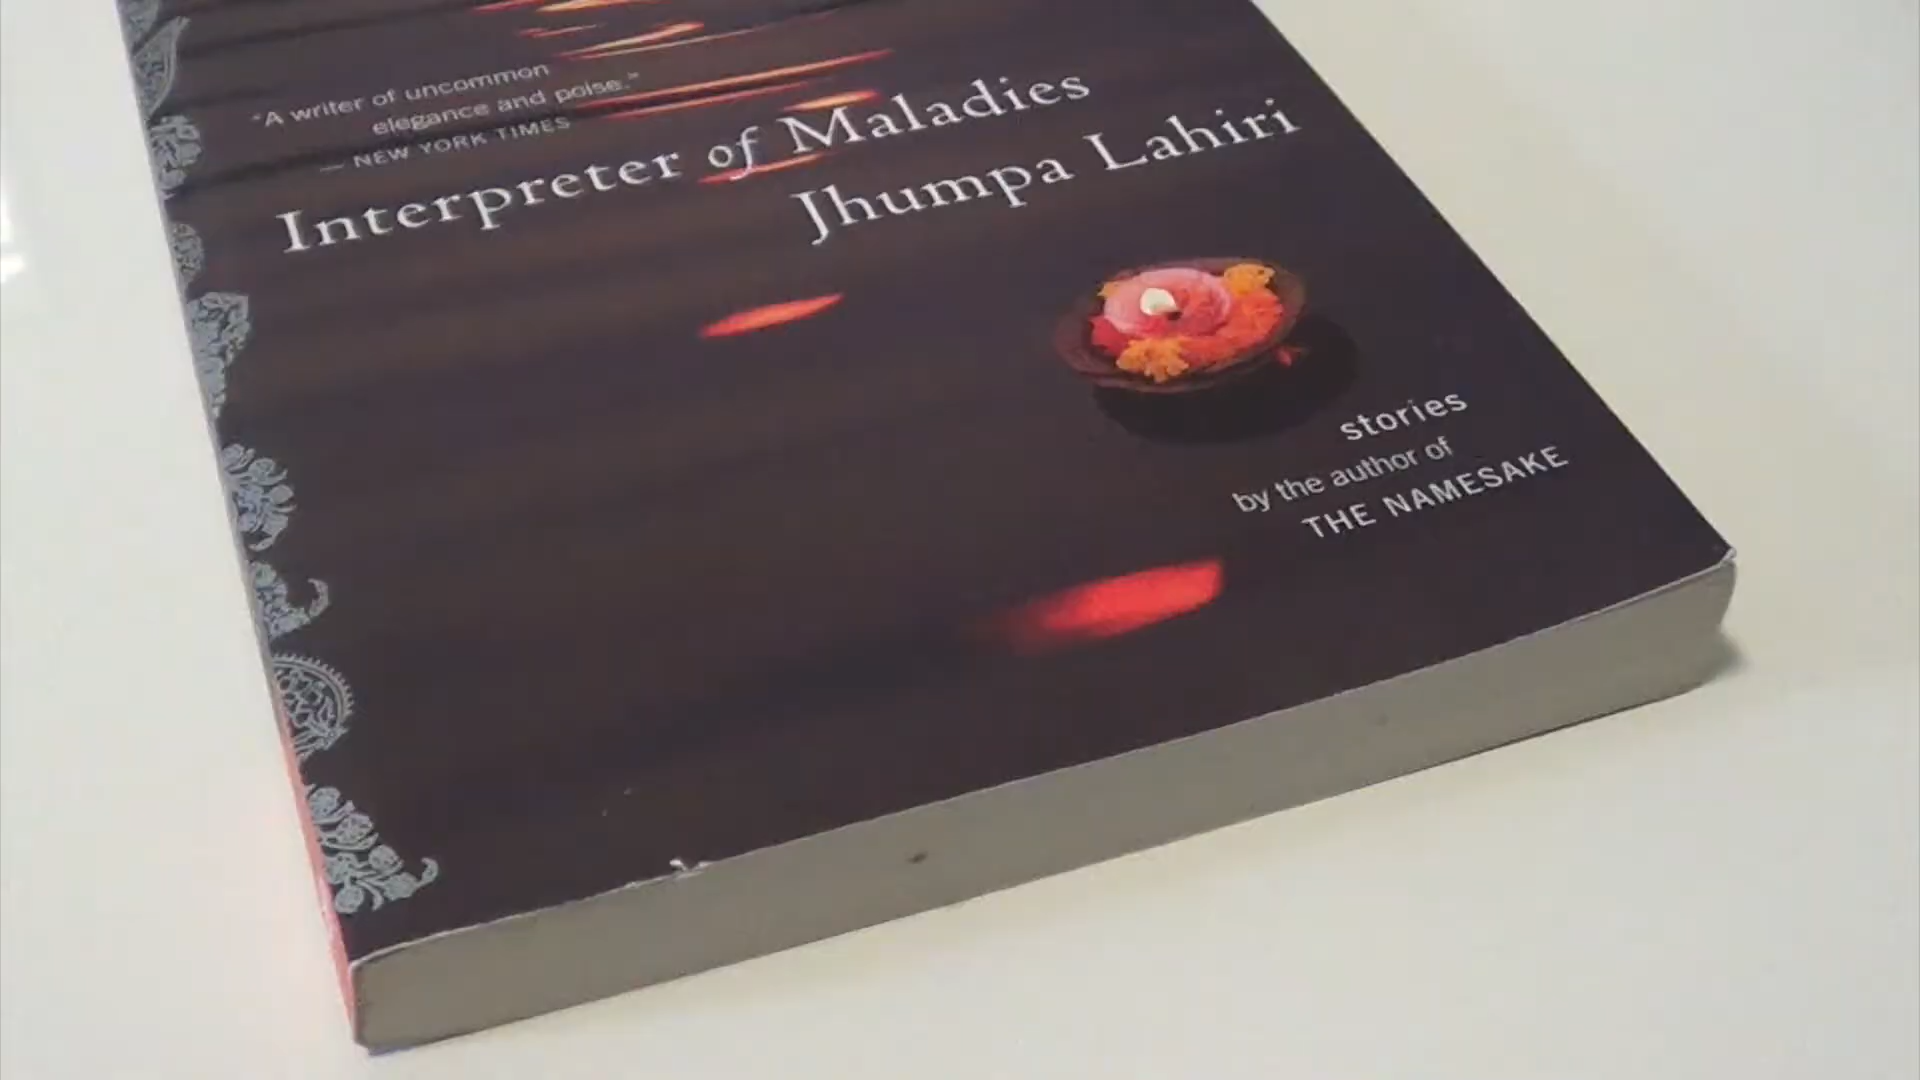 "A writer of uncommon
elegance and poise."
— NEW YORK TIMES
Interpreter of Maladies
Jhumpa Lahiri
stories
by the author of
THE NAMESAKE